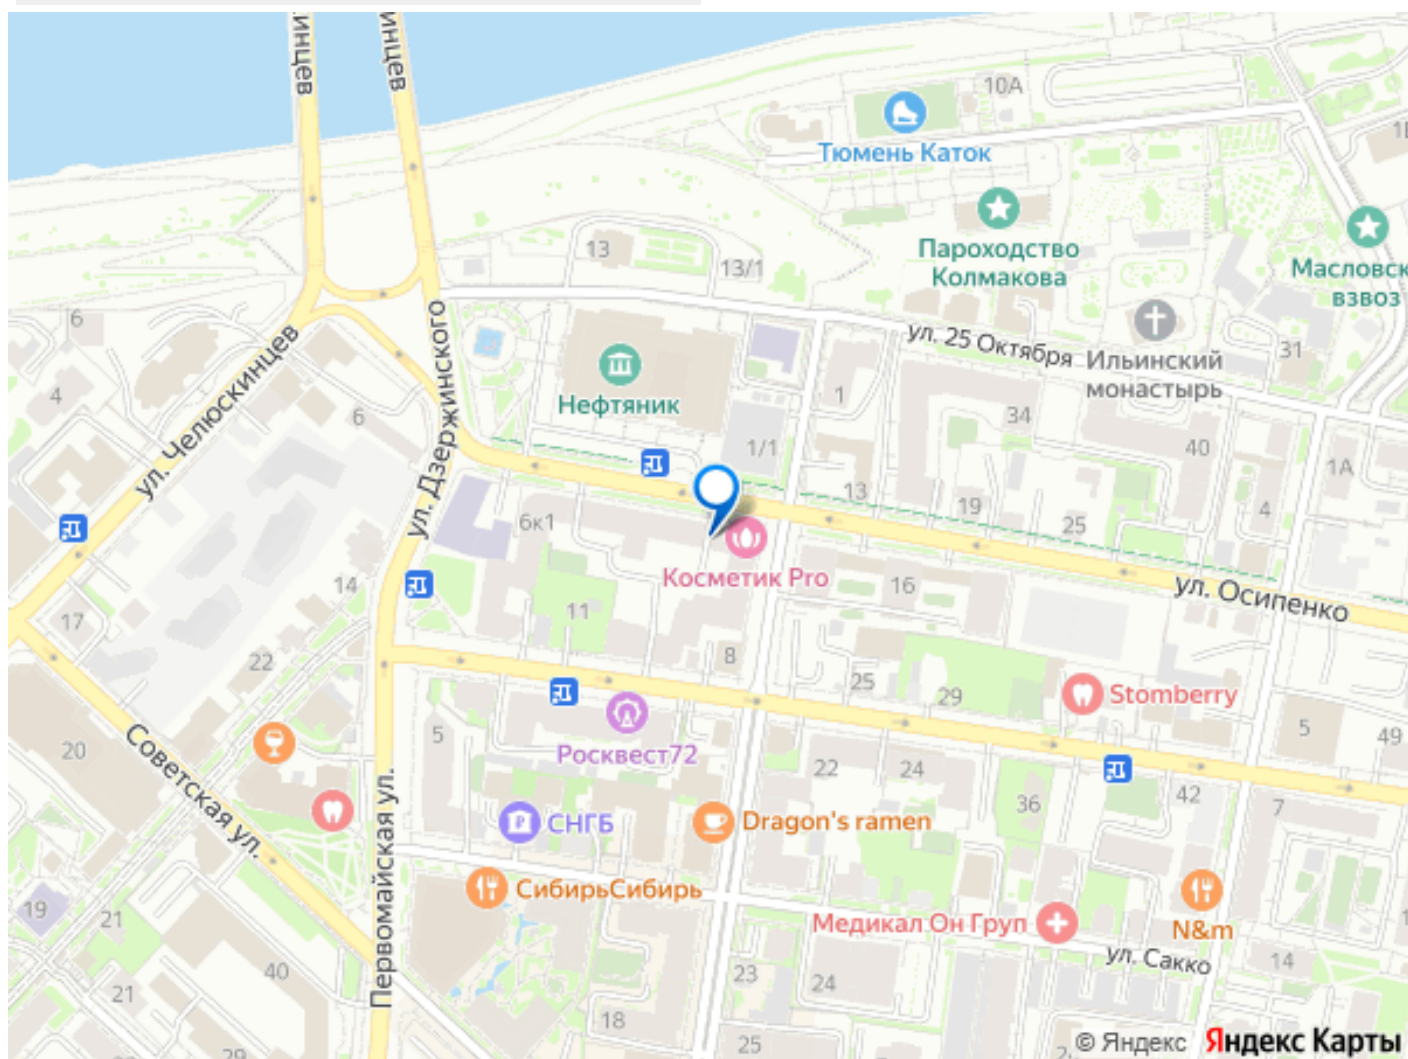 инцев
инцев
10А
Тюмень Каток
Пароходство
Колмакова
Масловск
взвоз
13
13/1
ул. 25 Октября
Ильинский
монастырь
31
6
4
ул. Челюскинцев
6
ул. Дзержинского
Нефтяник
1
34
40
1А
1/1
13
19
25
4
6к1
Косметик Pro
16
ул. Осипенко
14
17
11
22
8
25
29
Stomberry
5
49
5
Росквест72
20
Советская ул.
Первомайская ул.
22
24
36
42
7
СНГБ
Dragon's ramen
СибирьСибирь
Медикал Он Груп
N&m
ул. Сакко
19
21
40
21
23
24
14
18
25
29
© Яндекс Яндекс Карты